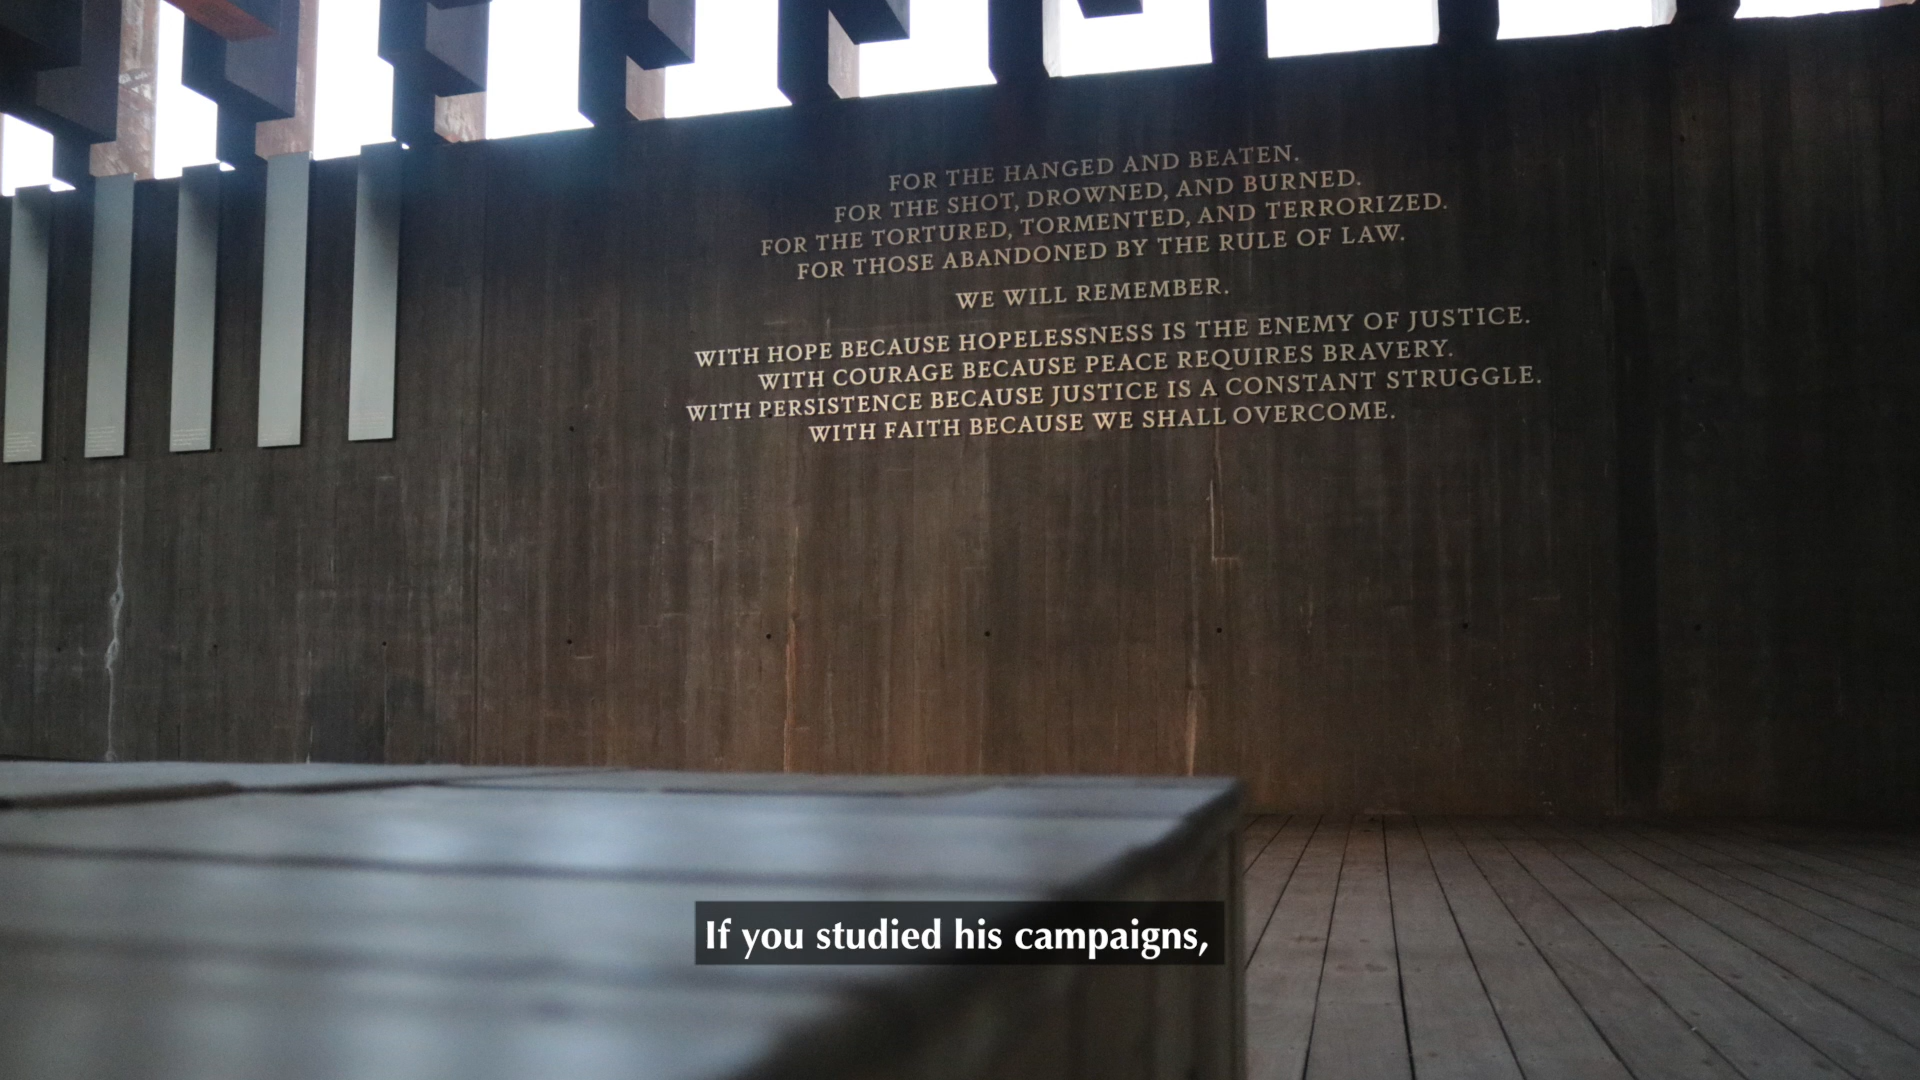 FOR THE HANGED AND BEATEN.
FOR THE SHOT, DROWNED, AND BURNED.
FOR THE TORTURED, TORMENTED, AND TERRORIZED.
FOR THOSE ABANDONED BY THE RULE OF LAW.
WE WILL REMEMBER.
WITH HOPE BECAUSE HOPELESSNESS IS THE ENEMY OF JUSTICE.
WITH COURAGE BECAUSE PEACE REQUIRES BRAVERY.
WITH PERSISTENCE BECAUSE JUSTICE IS A CONSTANT STRUGGLE.
WITH FAITH BECAUSE WE SHALL OVERCOME.
If you studied his campaigns,